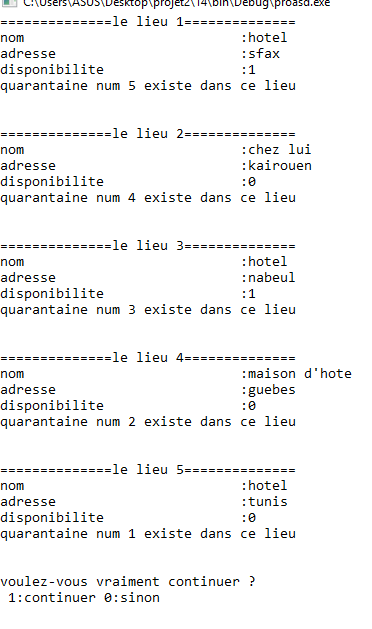 C:\Users\ASUS\Desktop\projet2\14\bin\Debug\proasd.exe
==============le lieu 1==============
nom :hotel
adresse :sfax
disponibilite :1
quarantaine num 5 existe dans ce lieu
==============le lieu 2==============
nom :chez lui
adresse :kairouen
disponibilite :0
quarantaine num 4 existe dans ce lieu
==============le lieu 3==============
nom :hotel
adresse :nabeul
disponibilite :1
quarantaine num 3 existe dans ce lieu
==============le lieu 4==============
nom :maison d'hote
adresse :guebes
disponibilite :0
quarantaine num 2 existe dans ce lieu
==============le lieu 5==============
nom :hotel
adresse :tunis
disponibilite :0
quarantaine num 1 existe dans ce lieu
voulez-vous vraiment continuer ?
1:continuer 0:sinon